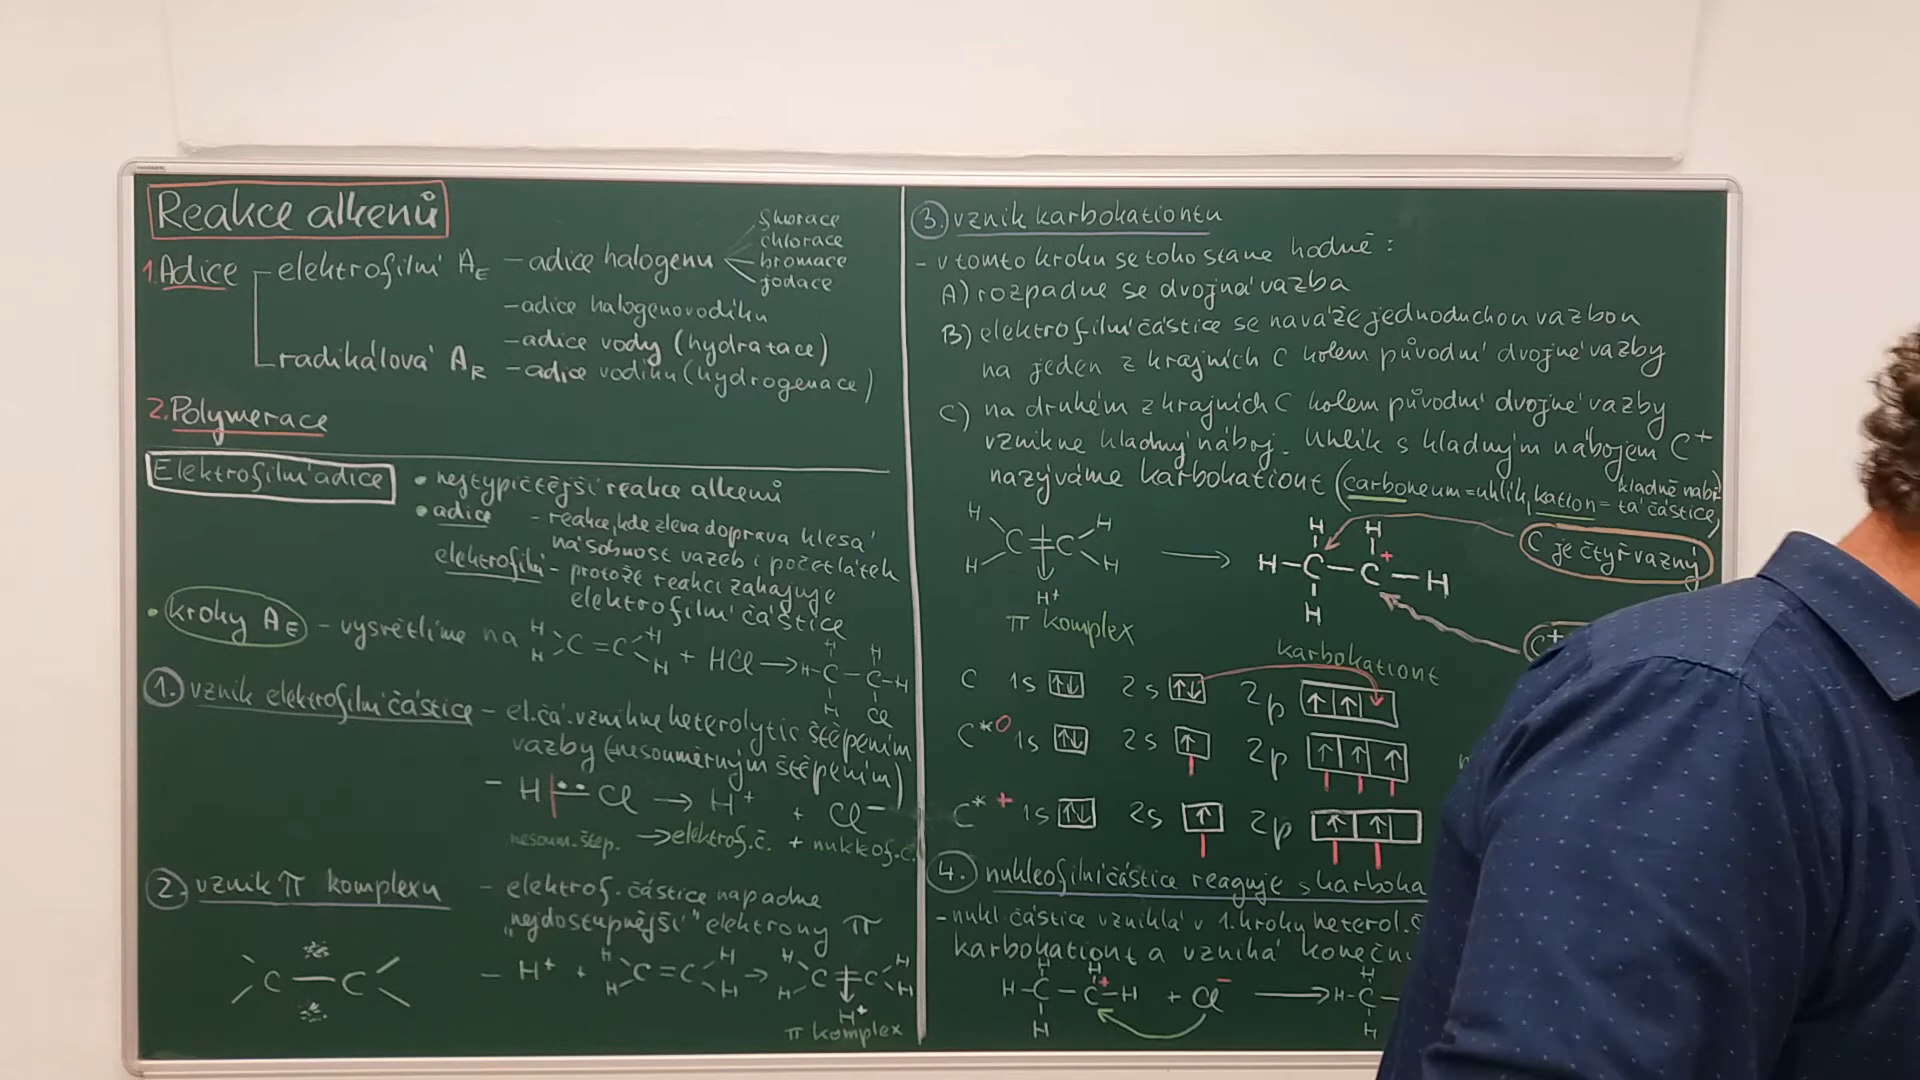 Reakce alkenů
1. Adice
elektrofilní AE
- adice halogenu
fluorace
chlorace
bromace
jodace
- adice halogenovodíku
- adice vody (hydratace)
radikálová AR - adice vodíku (hydrogenace)
2. Polymerace
Elektrofilní adice
• nejtypičtější reakce alkenů
• adice - reakce, kde zleva doprava klesá
násobnost vazeb i počet látek
elektrofilní - protože reakci zahajuje
elektrofilní částice
• kroky AE - vysvětlíme na
H H C = C H H + HCl → H-C-C-H
H H H Cl
1. vznik elektrofilní částice - el. čá. vznikne heterolytic. štěpením
vazby (=nesouměrným štěpením)
- H|••Cl → H+ + Cl-
nesoum. štěp. → elektrof. č. + nukleof. č.
2. vznik π komplexu - elektrof. částice napadne
"nejdostupnější" elektrony π
C — C
- H+ + H H C = C H H → H H C = C H H
H+
π komplex
3. vznik karbokationtu
- v tomto kroku se toho stane hodně :
A) rozpadne se dvojná vazba
B) elektrofilní částice se naváže jednoduchou vazbou
na jeden z krajních C kolem původní dvojné vazby
C) na druhém z krajních C kolem původní dvojné vazby
vznikne kladný náboj. Uhlík s kladným nábojem C+
nazýváme karbokationt (carboneum = uhlík, kation = kladně nabi-
tá částice)
H H C = C H H
H+
π komplex
H H
H-C-C+-H
H
karbokationt
C je čtyřvazný
C+
C 1s ↑↓ 2s ↑↓ 2p ↑ ↑
C*0 1s ↑↓ 2s ↑ 2p ↑ ↑ ↑
C*+ 1s ↑↓ 2s ↑ 2p ↑ ↑
4. nukleofilní částice reaguje s karboka
- nukl. částice vzniklá v 1. kroku heterol. š
karbokationt a vzniká konečn
H H
H-C-C+-H + Cl- → H-C-
H H